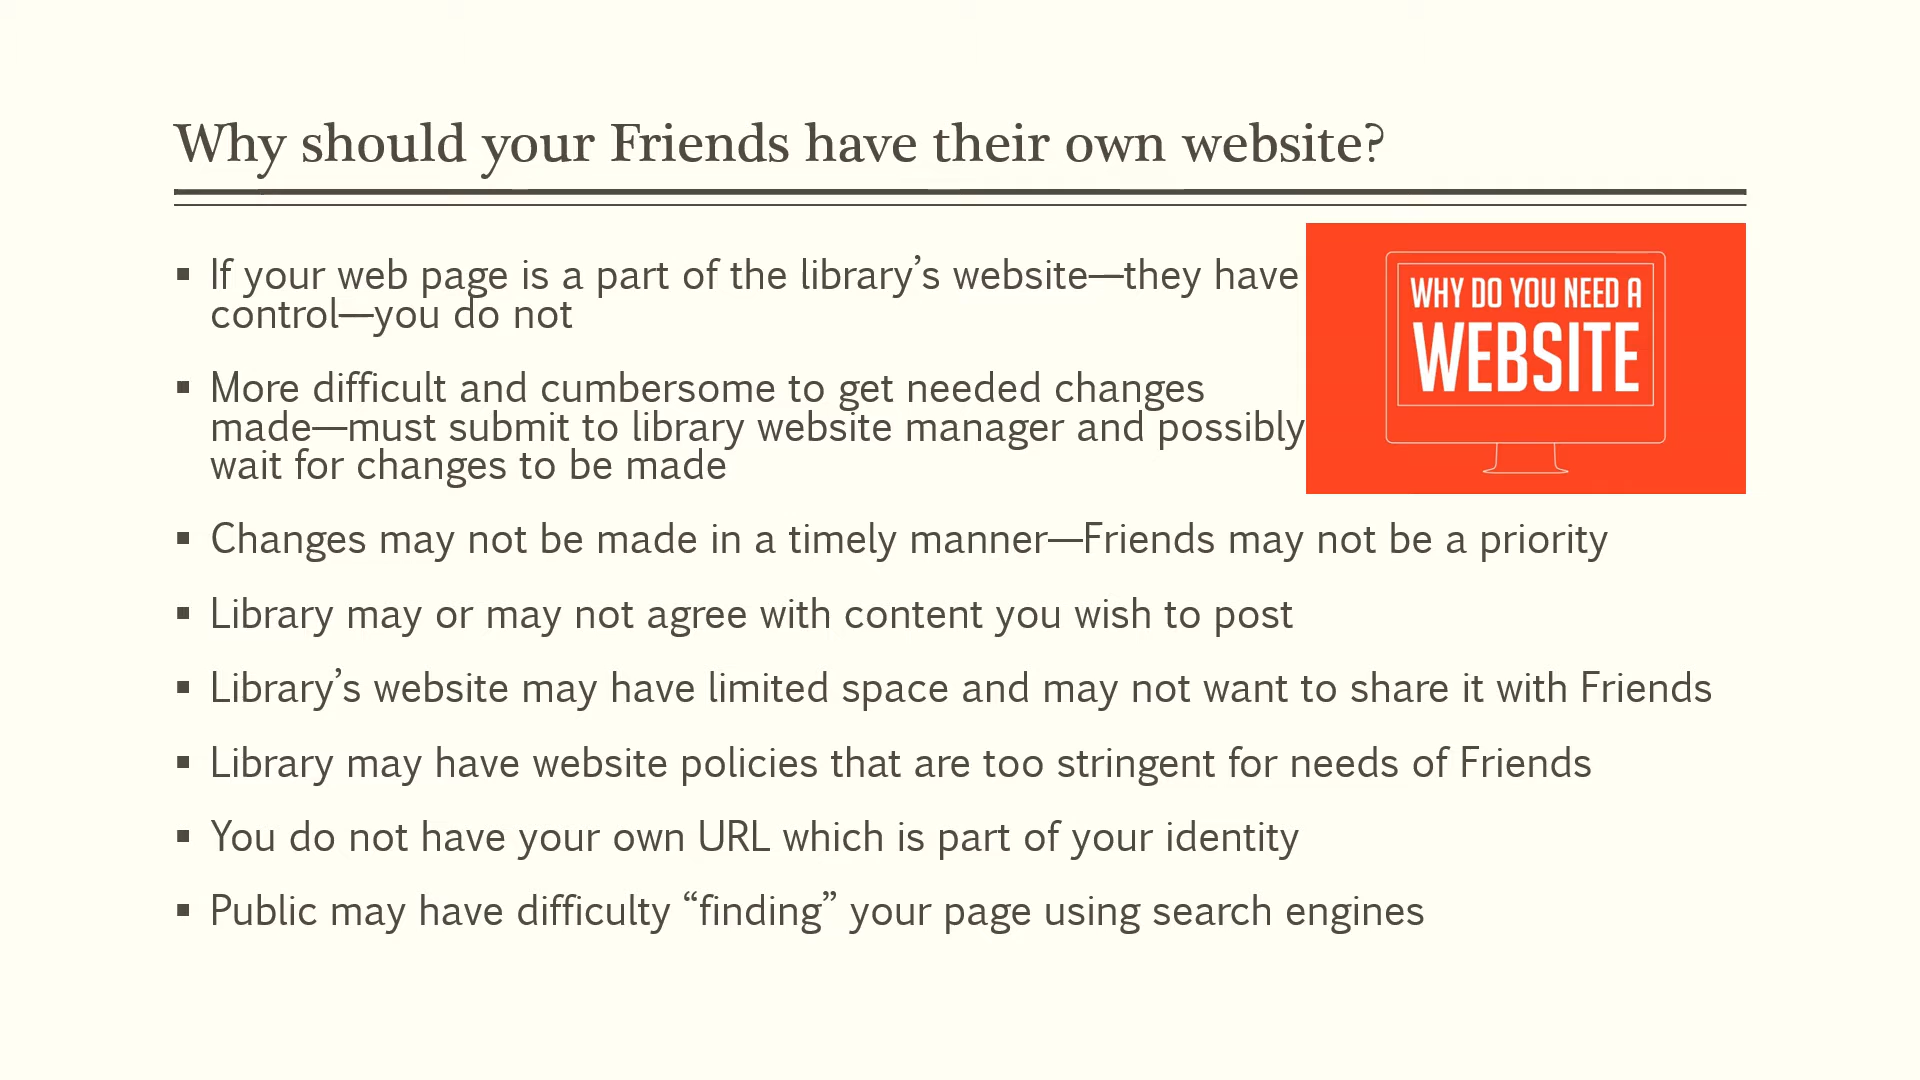 Why should your Friends have their own website?
▪ If your web page is a part of the library’s website—they have
control—you do not
▪ More difficult and cumbersome to get needed changes
made—must submit to library website manager and possibly
wait for changes to be made
WHY DO YOU NEED A
WEBSITE
▪ Changes may not be made in a timely manner—Friends may not be a priority
▪ Library may or may not agree with content you wish to post
▪ Library’s website may have limited space and may not want to share it with Friends
▪ Library may have website policies that are too stringent for needs of Friends
▪ You do not have your own URL which is part of your identity
▪ Public may have difficulty “finding” your page using search engines